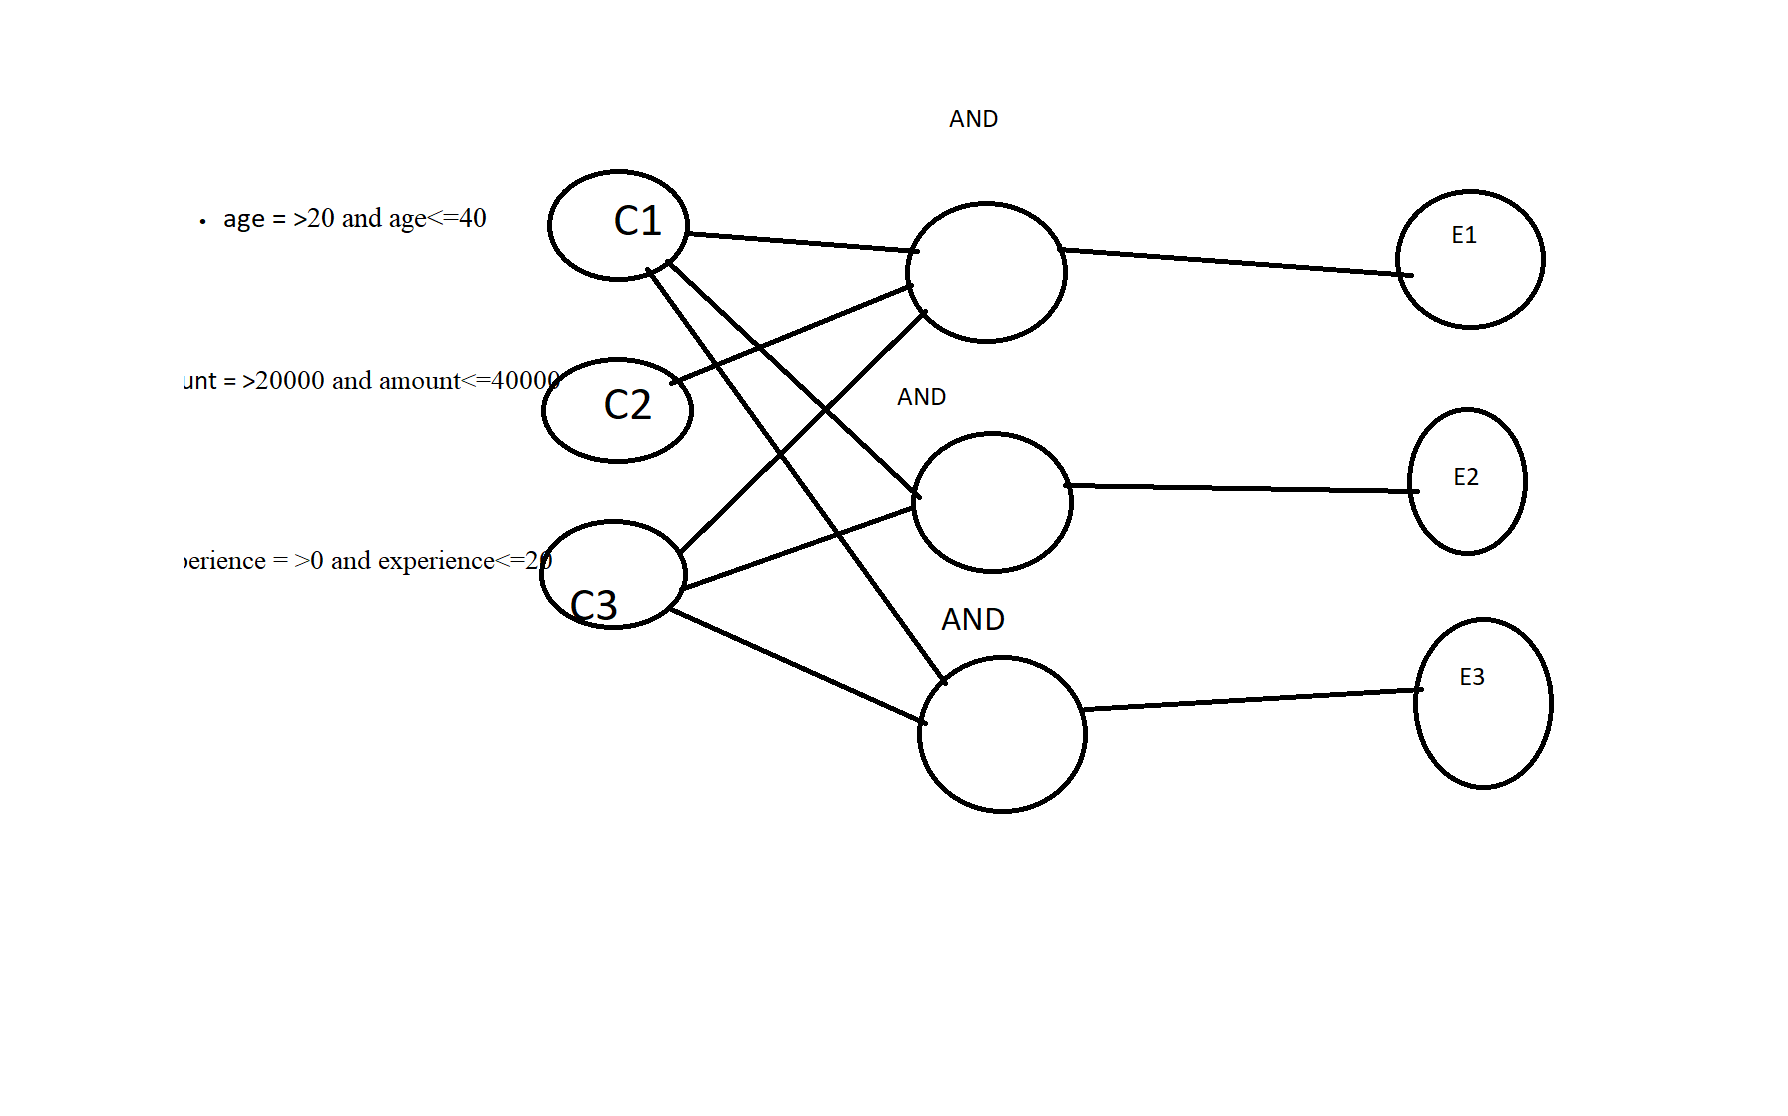 AND
• age = >20 and age<=40
C1
E1
unt = >20000 and amount<=40000
C2
AND
E2
perience = >0 and experience<=20
C3
AND
E3